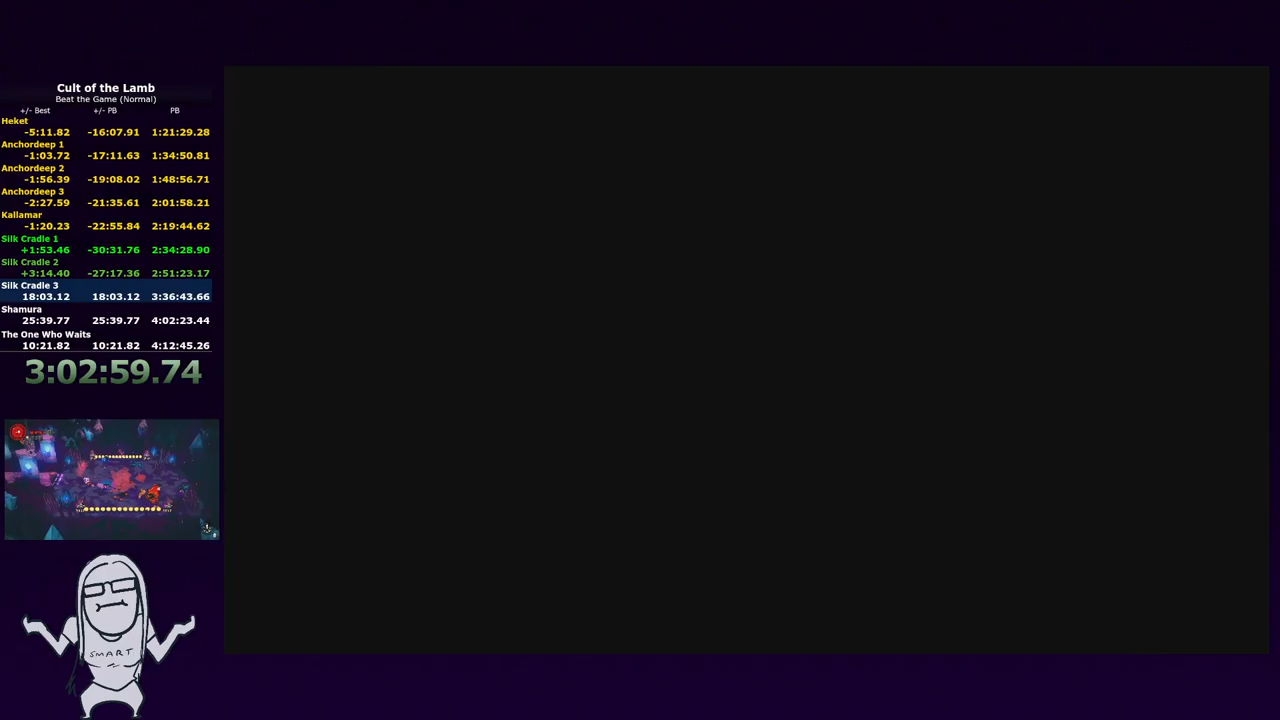 Cult of the Lamb
Beat the Game (Normal)
+/- Best +/- PB PB
Heket
-5:11.82 -16:07.91 1:21:29.28
Anchordeep 1
-1:03.72 -17:11.63 1:34:50.81
Anchordeep 2
-1:56.39 -19:08.02 1:48:56.71
Anchordeep 3
-2:27.59 -21:35.61 2:01:58.21
Kallamar
-1:20.23 -22:55.84 2:19:44.62
Silk Cradle 1
+1:53.46 -30:31.76 2:34:28.90
Silk Cradle 2
+3:14.40 -27:17.36 2:51:23.17
Silk Cradle 3
18:03.12 18:03.12 3:36:43.66
Shamura
25:39.77 25:39.77 4:02:23.44
The One Who Waits
10:21.82 10:21.82 4:12:45.26
3:02:59.74
SMART